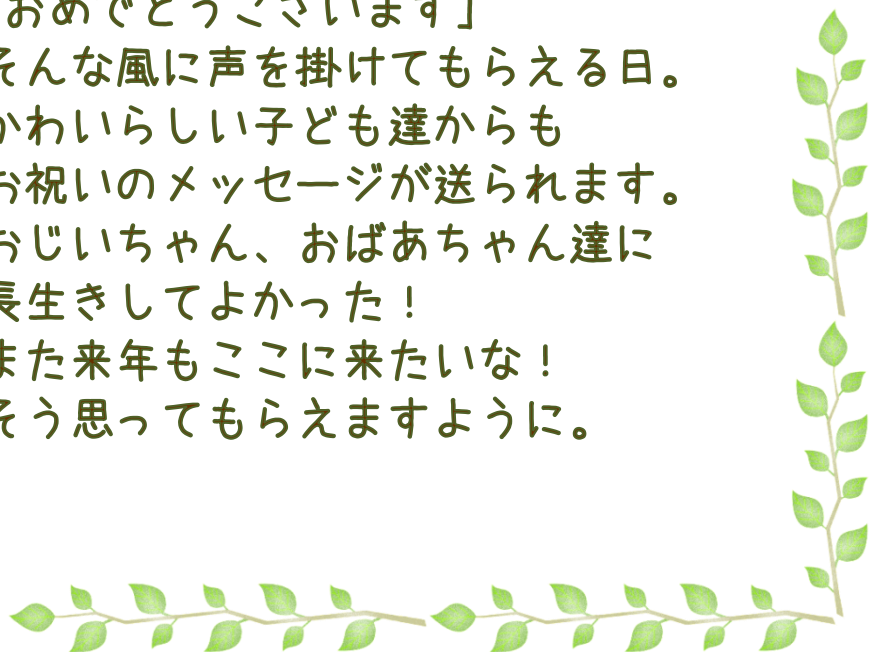 おめでとうございます」
そんな風に声を掛けてもらえる日。
かわいらしい子ども達からも
お祝いのメッセージが送られます。
おじいちゃん、おばあちゃん達に
長生きしてよかった！
また来年もここに来たいな！
そう思ってもらえますように。